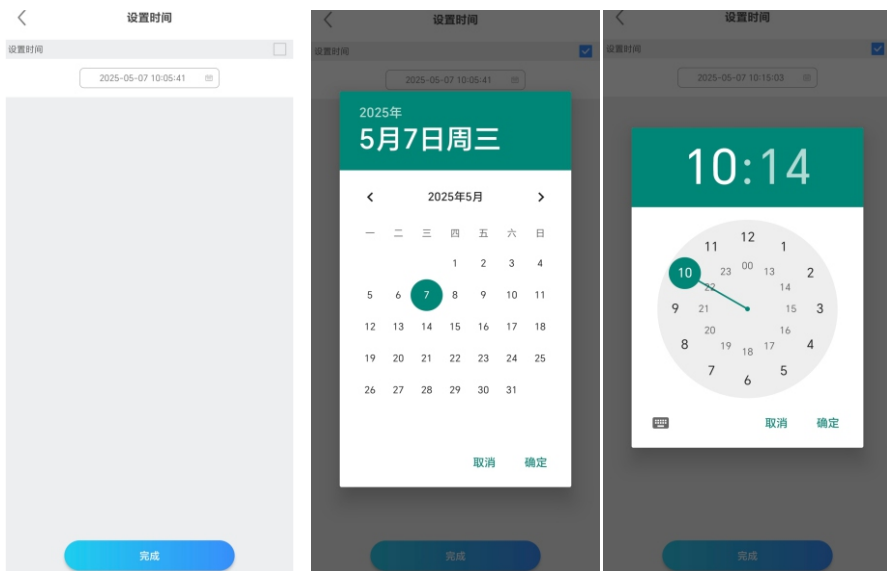 设置时间
设置时间
2025-05-07 10:05:41
完成
设置时间
设置时间
2025-05-07 10:05:41
2025年
5月7日周三
2025年5月
一 二 三 四 五 六 日
1 2 3 4
5 6 7 8 9 10 11
12 13 14 15 16 17 18
19 20 21 22 23 24 25
26 27 28 29 30 31
取消 确定
完成
设置时间
设置时间
2025-05-07 10:15:03
10:14
12
11 1
00
10 23 13 2
22 14
9 21 15 3
20 16
8 19 17 4
18
7 5
6
取消 确定
完成